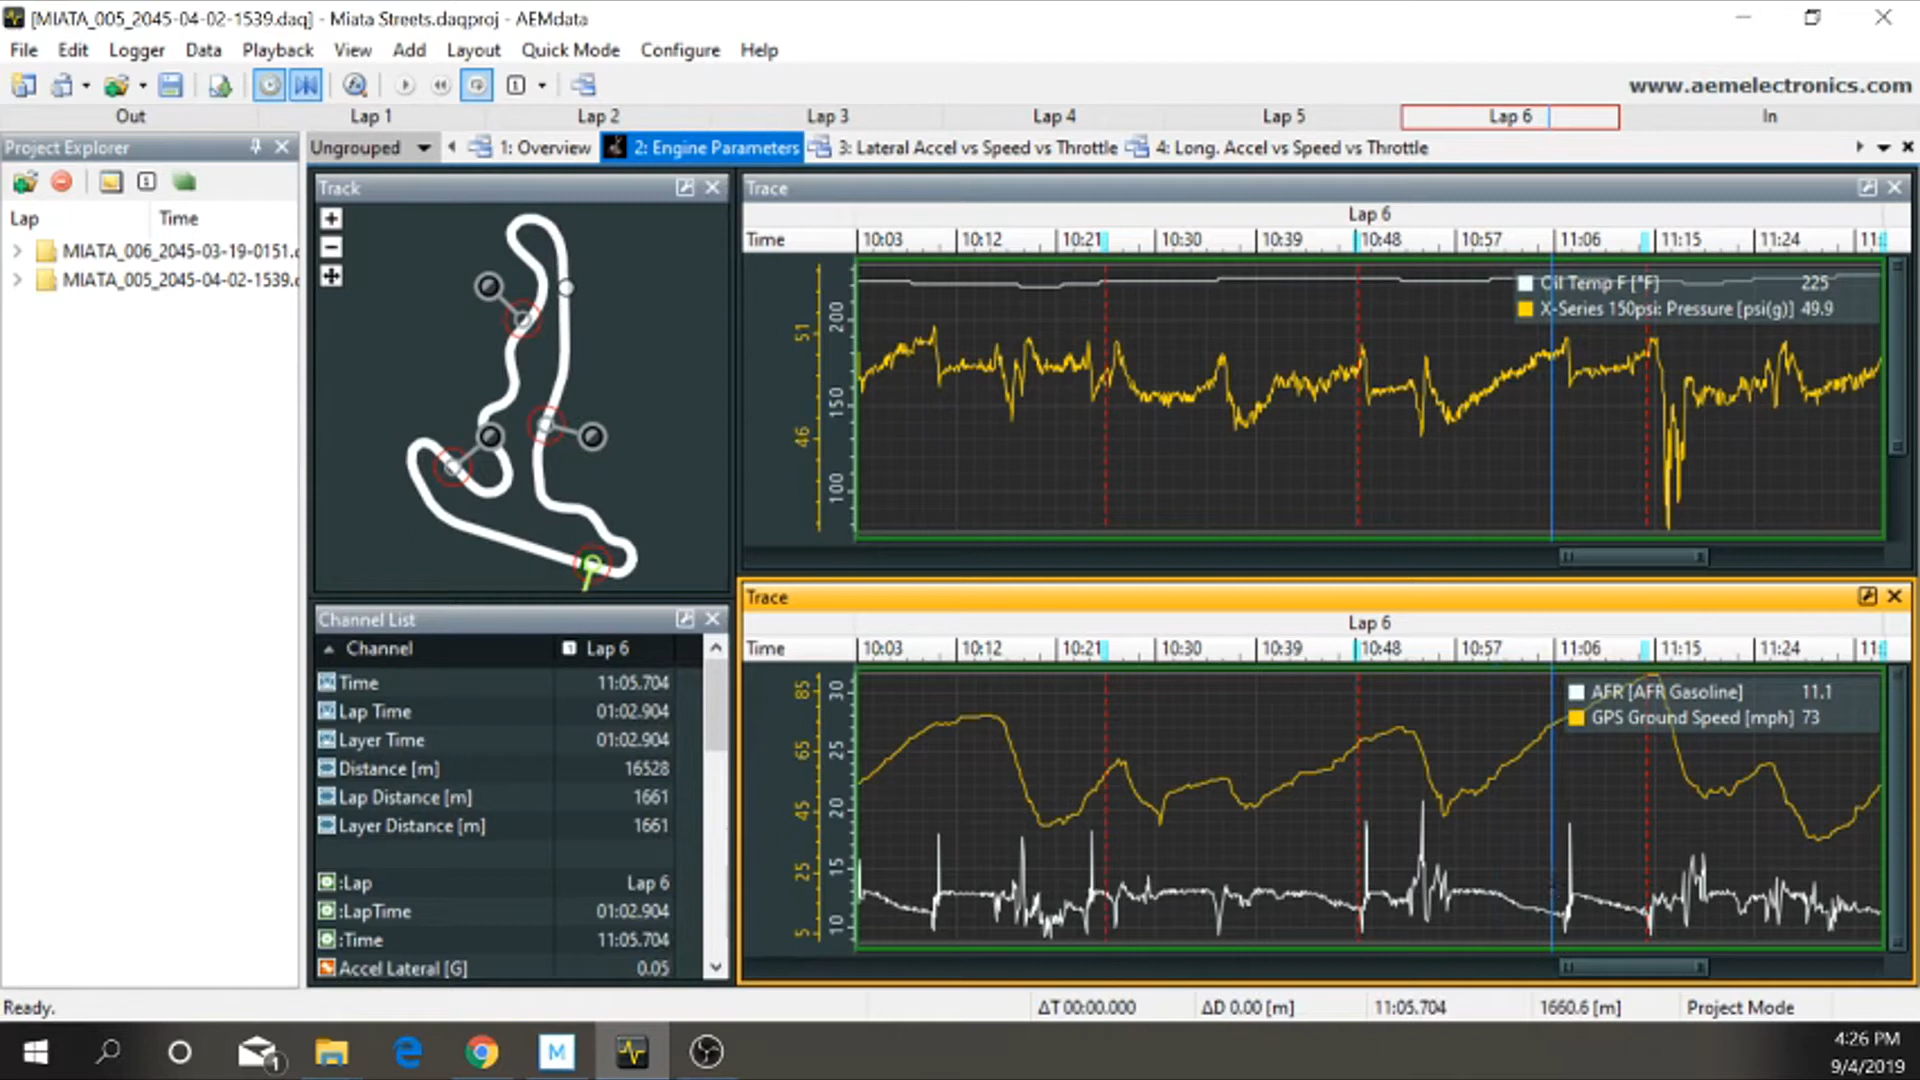 [MIATA_005_2045-04-02-1539.daq] - Miata Streets.daqproj - AEMdata
File Edit Logger Data Playback View Add Layout Quick Mode Configure Help
www.aemelectronics.com
Out Lap 1 Lap 2 Lap 3 Lap 4 Lap 5 Lap 6 In
Project Explorer
Ungrouped 1: Overview 2: Engine Parameters 3: Lateral Accel vs Speed vs Throttle 4: Long. Accel vs Speed vs Throttle
Lap Time
MIATA_006_2045-03-19-0151.
MIATA_005_2045-04-02-1539.
Track
Trace
Lap 6
Time 10:03 10:12 10:21 10:30 10:39 10:48 10:57 11:06 11:15 11:24 11:
Oil Temp F [°F] 225
X-Series 150psi: Pressure [psi(g)] 49.9
51 200
150
46
100
Trace
Lap 6
Time 10:03 10:12 10:21 10:30 10:39 10:48 10:57 11:06 11:15 11:24 11:
AFR [AFR Gasoline] 11.1
GPS Ground Speed [mph] 73
85 30
65 25
45 20
25 15
5 10
Channel List
Channel 1 Lap 6
Time 11:05.704
Lap Time 01:02.904
Layer Time 01:02.904
Distance [m] 16528
Lap Distance [m] 1661
Layer Distance [m] 1661
:Lap Lap 6
:LapTime 01:02.904
:Time 11:05.704
Accel Lateral [G] 0.05
Ready. ΔT 00:00.000 ΔD 0.00 [m] 11:05.704 1660.6 [m] Project Mode
1 M
4:26 PM
9/4/2019